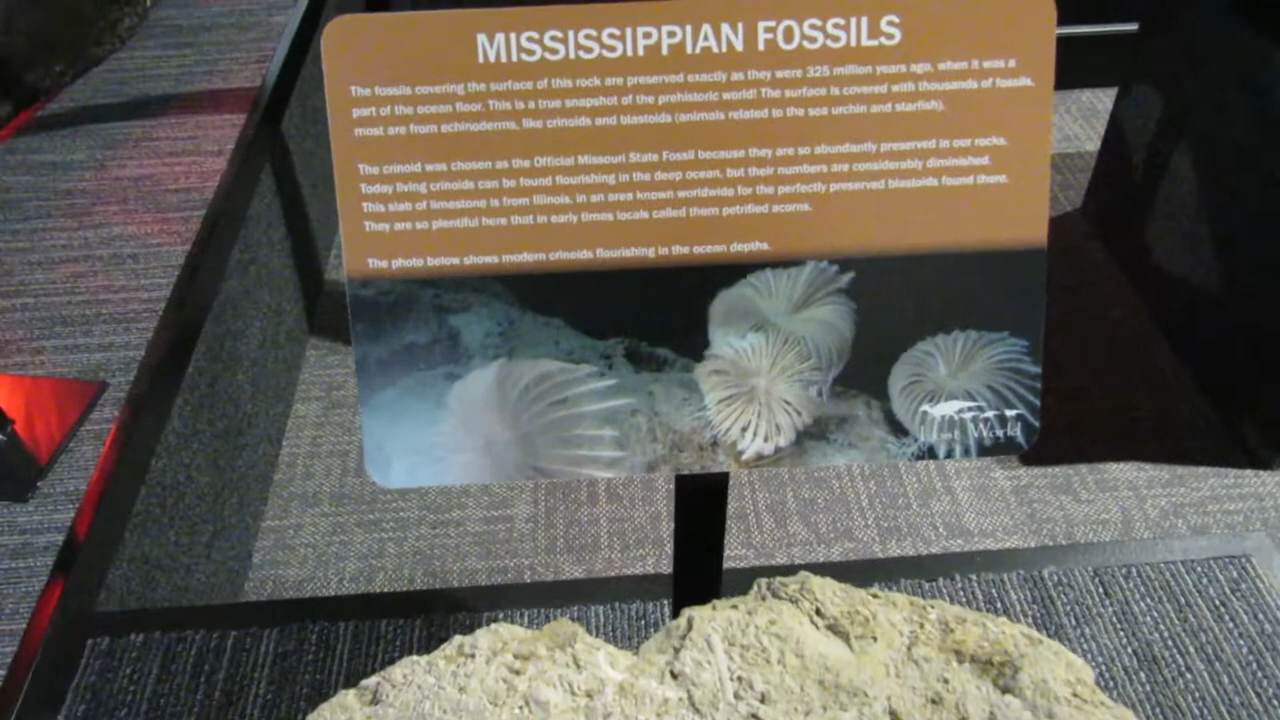 MISSISSIPPIAN FOSSILS
The fossils covering the surface of this rock are preserved exactly as they were 325 million years ago, when it was a
part of the ocean floor. This is a true snapshot of the prehistoric world! The surface is covered with thousands of fossils,
most are from echinoderms, like crinoids and blastoids (animals related to the sea urchin and starfish).
The crinoid was chosen as the Official Missouri State Fossil because they are so abundantly preserved in our rocks.
Today living crinoids can be found flourishing in the deep ocean, but their numbers are considerably diminished.
This slab of limestone is from Illinois, in an area known worldwide for the perfectly preserved blastoids found there.
They are so plentiful here that in early times locals called them petrified acorns.
The photo below shows modern crinoids flourishing in the ocean depths.
World